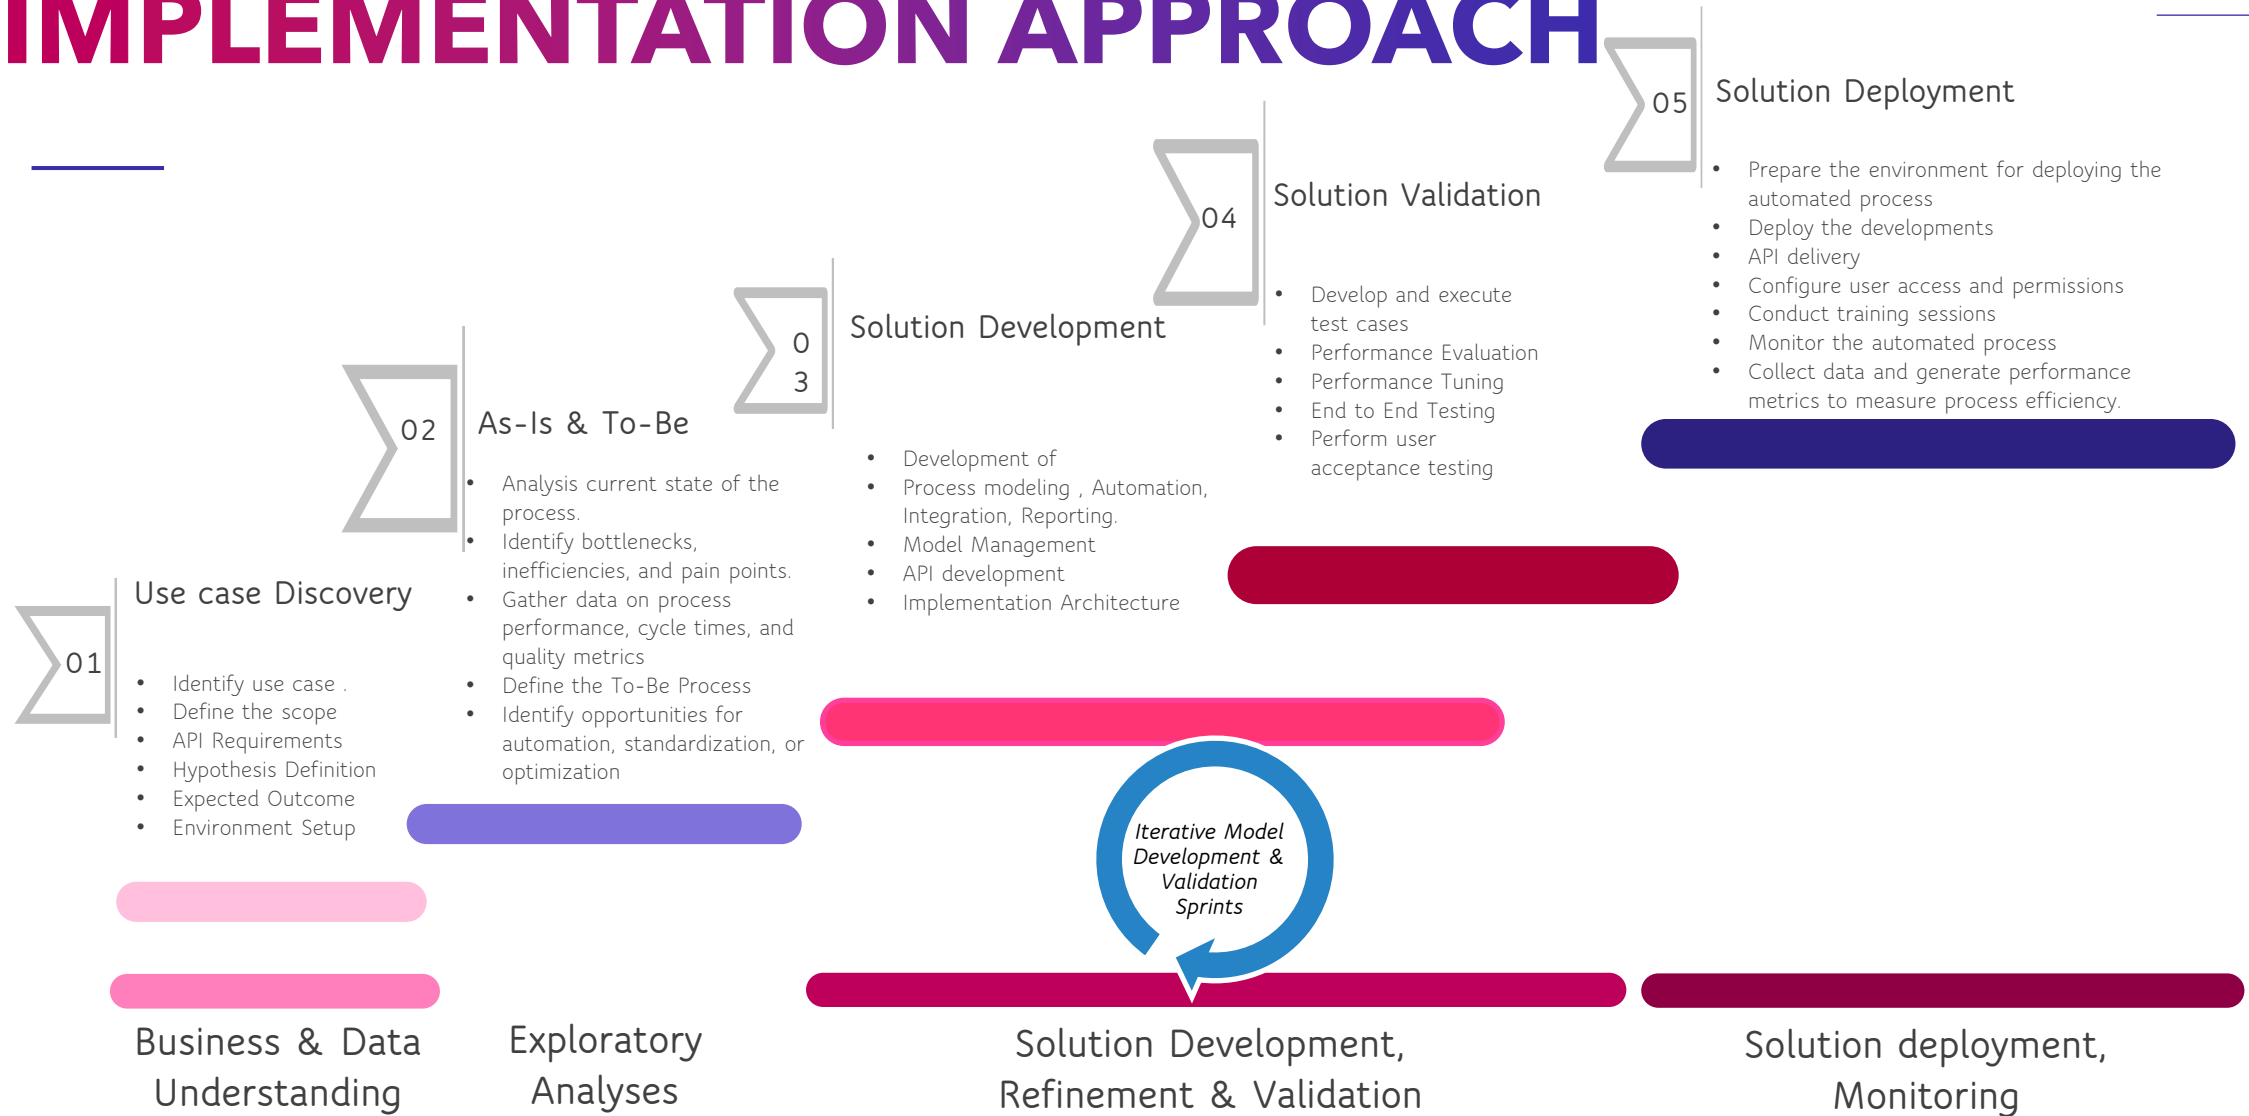 IMPLEMENTATION APPROACH
01
Use case Discovery
• Identify use case .
• Define the scope
• API Requirements
• Hypothesis Definition
• Expected Outcome
• Environment Setup
02
As-Is & To-Be
• Analysis current state of the
process.
• Identify bottlenecks,
inefficiencies, and pain points.
• Gather data on process
performance, cycle times, and
quality metrics
• Define the To-Be Process
• Identify opportunities for
automation, standardization, or
optimization
0
3
Solution Development
• Development of
• Process modeling , Automation,
Integration, Reporting.
• Model Management
• API development
• Implementation Architecture
04
Solution Validation
• Develop and execute
test cases
• Performance Evaluation
• Performance Tuning
• End to End Testing
• Perform user
acceptance testing
05
Solution Deployment
• Prepare the environment for deploying the
automated process
• Deploy the developments
• API delivery
• Configure user access and permissions
• Conduct training sessions
• Monitor the automated process
• Collect data and generate performance
metrics to measure process efficiency.
Iterative Model
Development &
Validation
Sprints
Business & Data
Understanding
Exploratory
Analyses
Solution Development,
Refinement & Validation
Solution deployment,
Monitoring